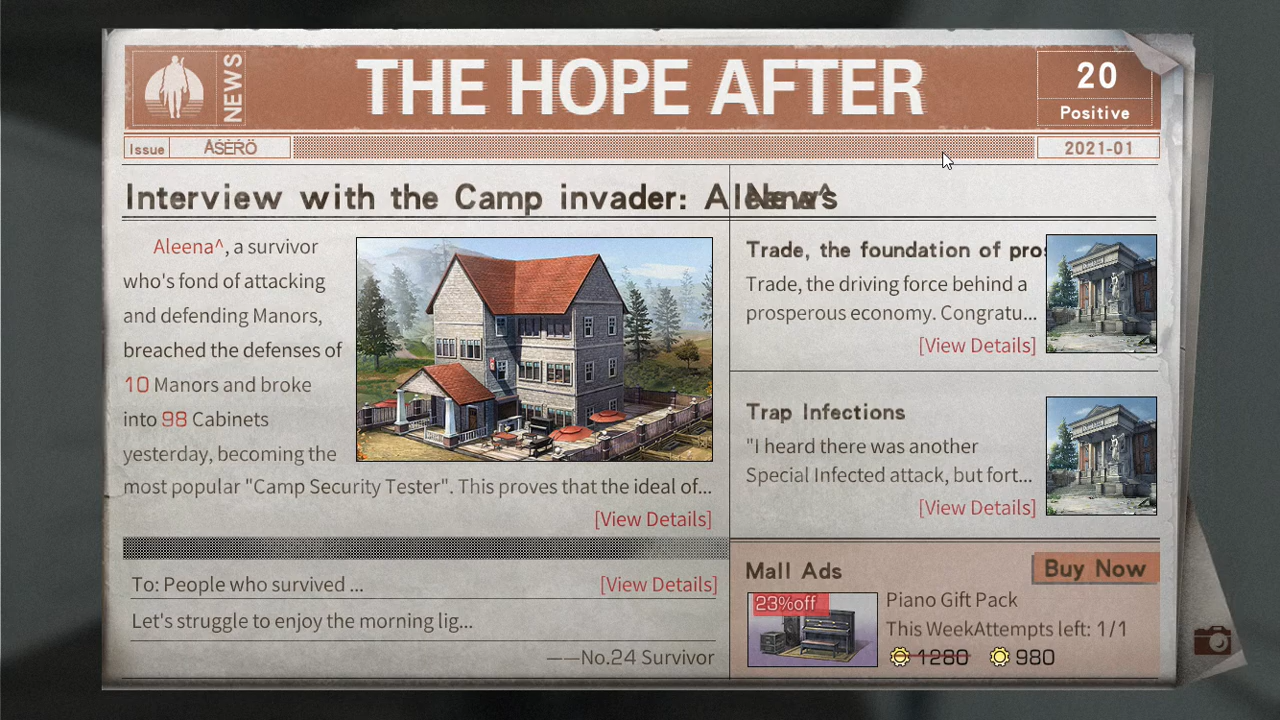 NEWS
THE HOPE AFTER
20
Positive
Issue
ASERO
2021-01
Interview with the Camp invader: Aleena^
News
Aleena^, a survivor
who's fond of attacking
and defending Manors,
breached the defenses of
10 Manors and broke
into 98 Cabinets
yesterday, becoming the
most popular "Camp Security Tester". This proves that the ideal of...
[View Details]
To: People who survived ...
[View Details]
Let's struggle to enjoy the morning lig...
——No.24 Survivor
Trade, the foundation of pros
Trade, the driving force behind a
prosperous economy. Congratu...
[View Details]
Trap Infections
"I heard there was another
Special Infected attack, but fort...
[View Details]
Mall Ads
Buy Now
23%off
Piano Gift Pack
This WeekAttempts left: 1/1
1280 980